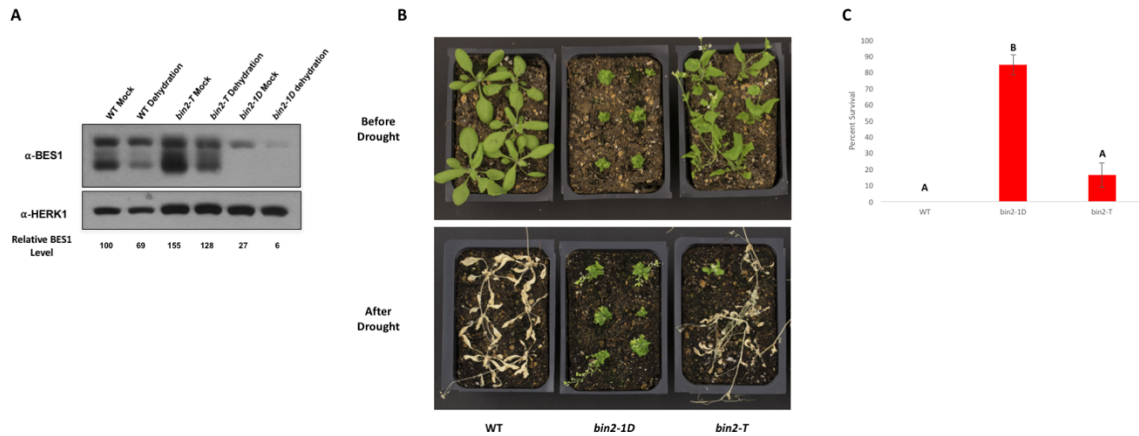 A
WT Mock
WT Dehydration
bin2-T Mock
bin2-T Dehydration
bin2-1D Mock
bin2-1D dehydration
α-BES1
α-HERK1
Relative BES1
Level
100 69 155 128 27 6
B
Before
Drought
After
Drought
WT bin2-1D bin2-T
C
Percent Survival
100
90
80
70
60
50
40
30
20
10
0
A
B
A
WT bin2-1D bin2-T